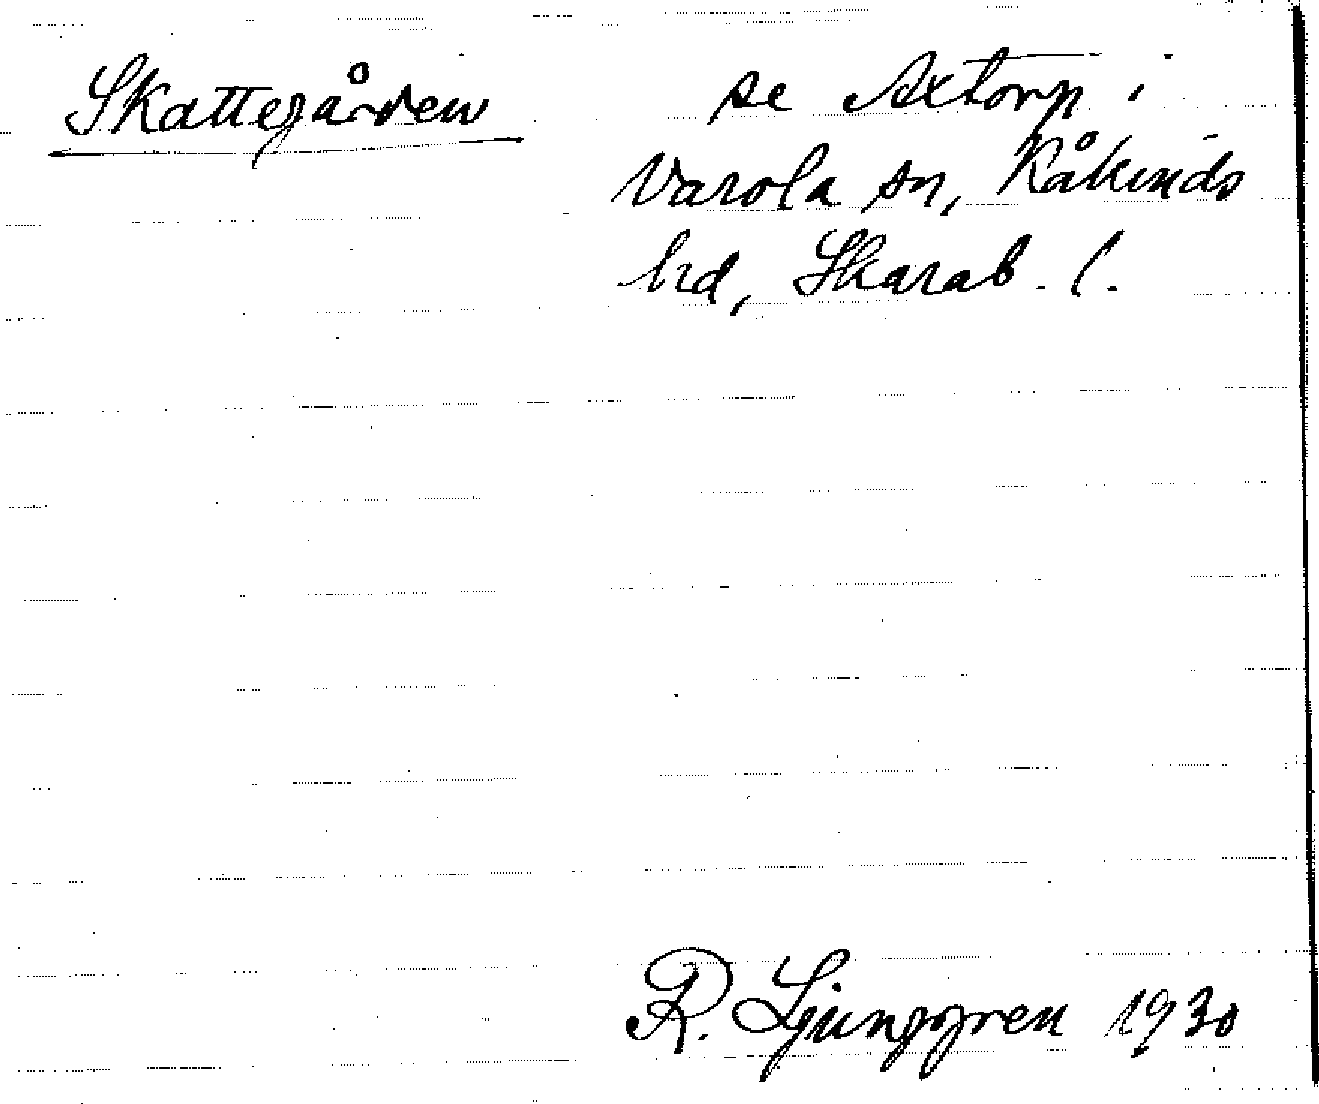 Skattegården
se Axtorp i
Varola sn, Kåkinds
hd, Skarab. l.
R. Ljunggren 1930